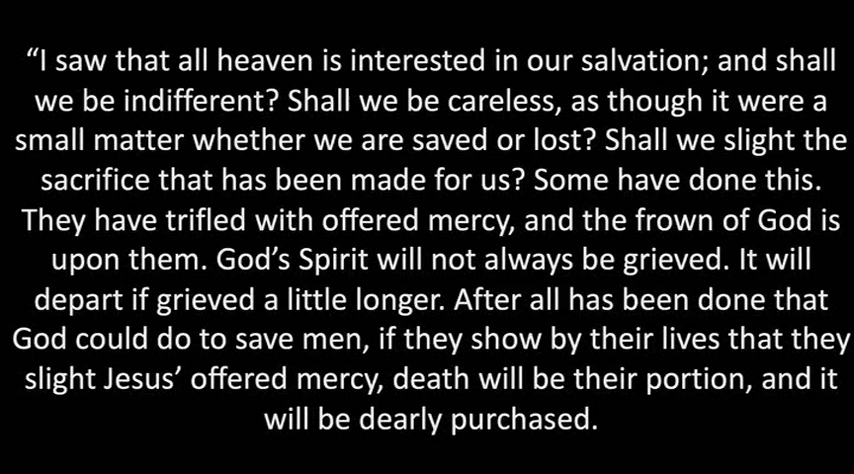 “I saw that all heaven is interested in our salvation; and shall
we be indifferent? Shall we be careless, as though it were a
small matter whether we are saved or lost? Shall we slight the
sacrifice that has been made for us? Some have done this.
They have trifled with offered mercy, and the frown of God is
upon them. God’s Spirit will not always be grieved. It will
depart if grieved a little longer. After all has been done that
God could do to save men, if they show by their lives that they
slight Jesus’ offered mercy, death will be their portion, and it
will be dearly purchased.